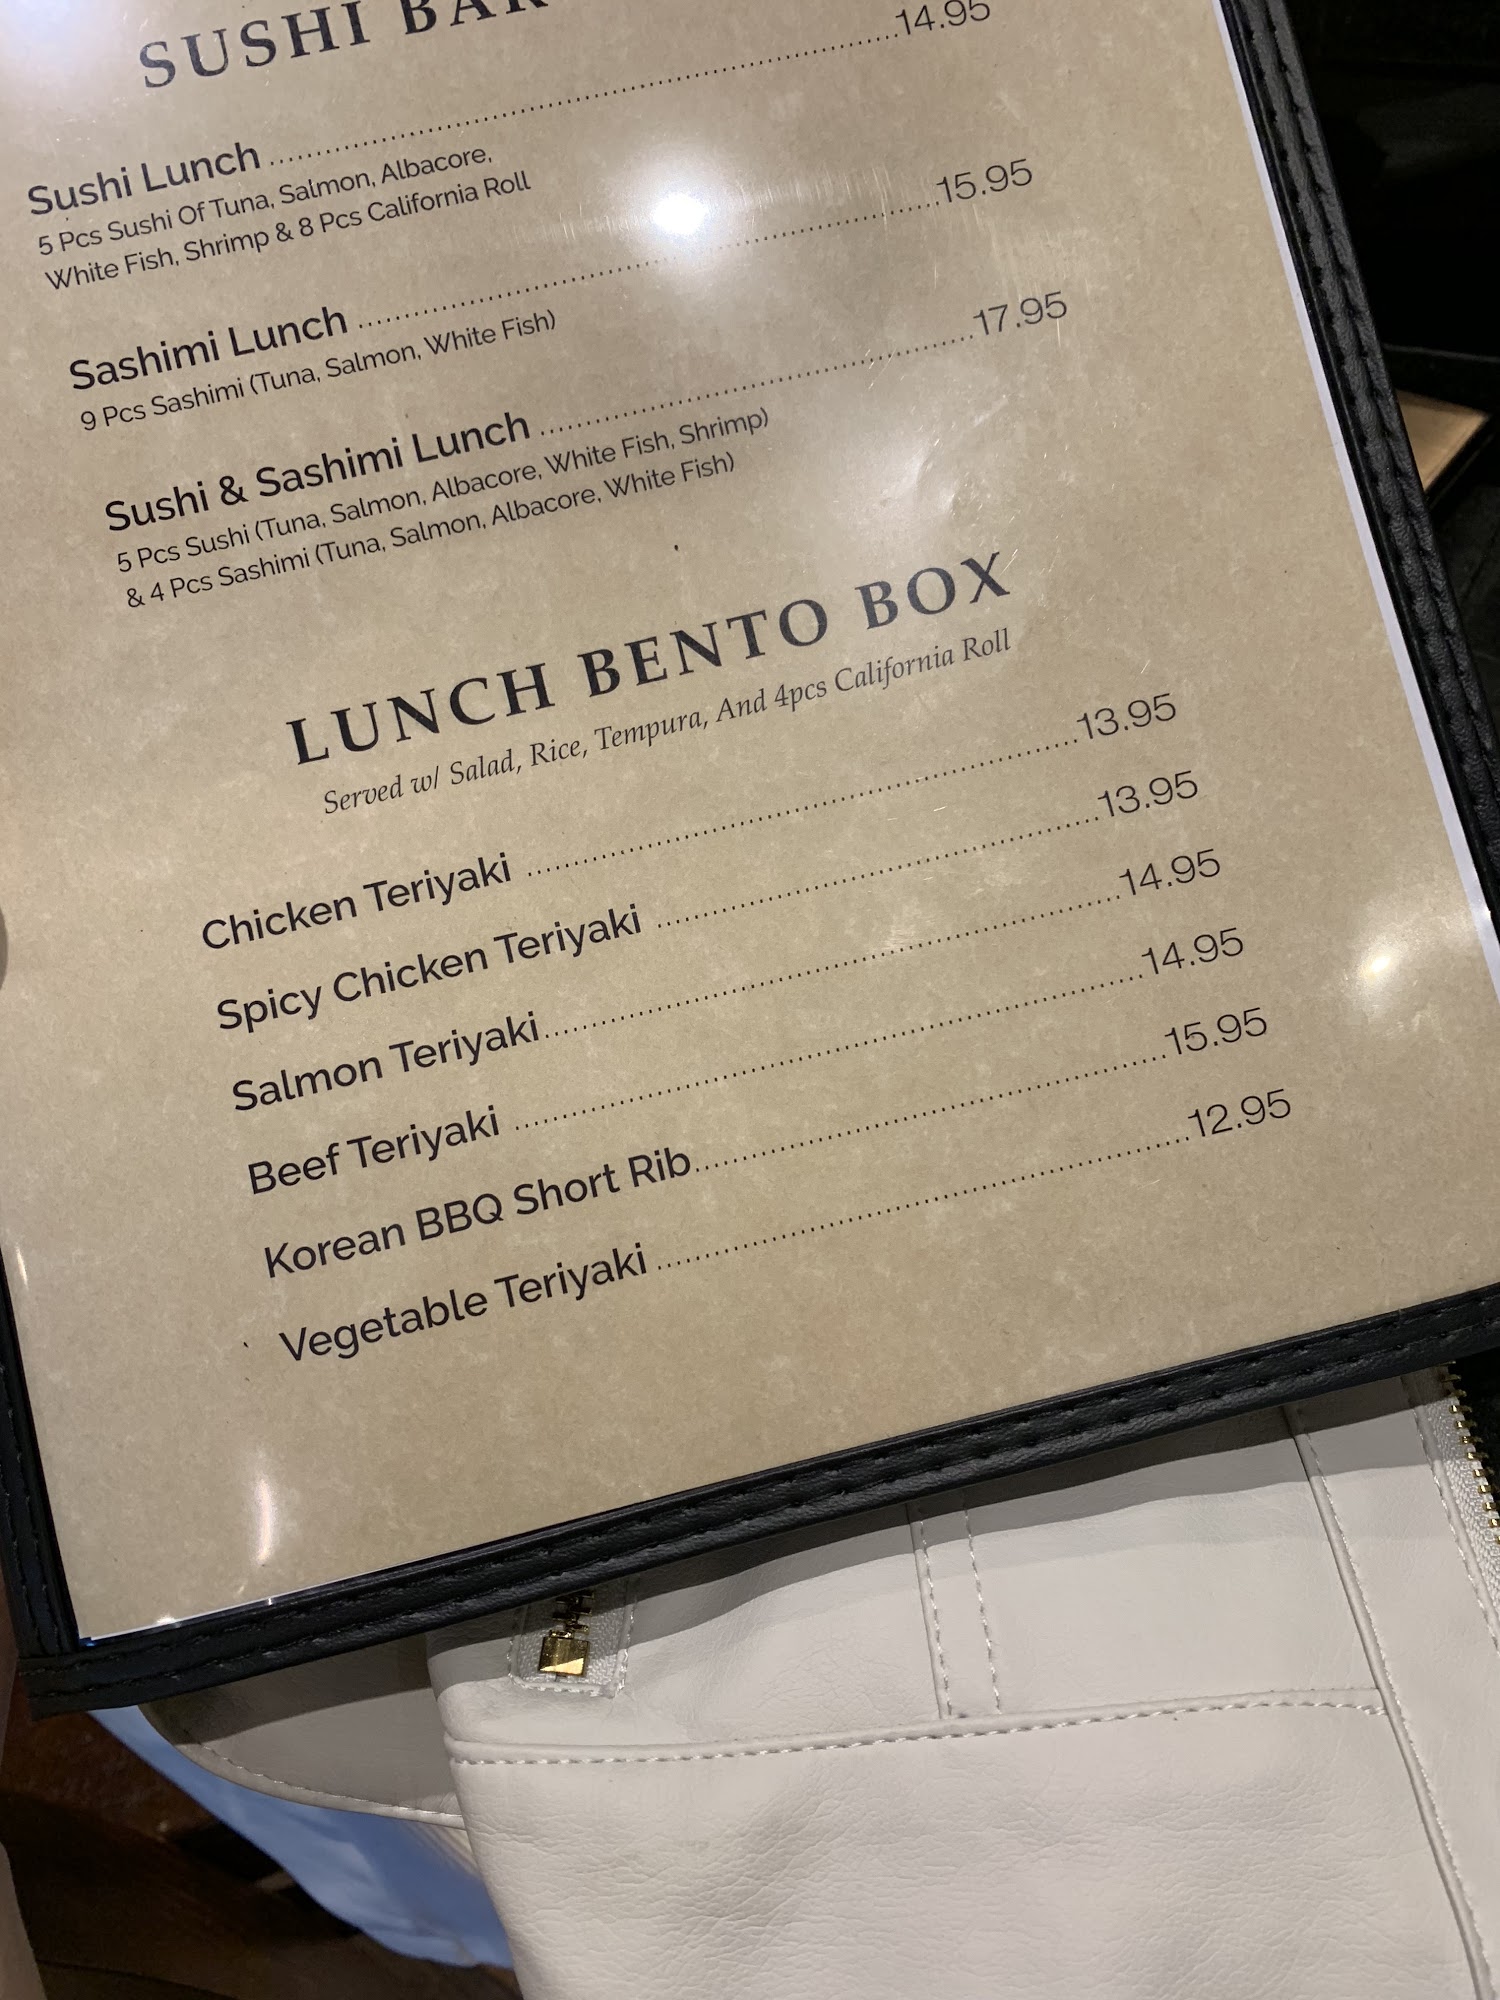 SUSHI BAR
Sushi Lunch ........ 14.95
5 Pcs Sushi Of Tuna, Salmon, Albacore,
White Fish, Shrimp & 8 Pcs California Roll
Sashimi Lunch ........ 15.95
9 Pcs Sashimi (Tuna, Salmon, White Fish)
Sushi & Sashimi Lunch ........ 17.95
5 Pcs Sushi (Tuna, Salmon, Albacore, White Fish, Shrimp)
& 4 Pcs Sashimi (Tuna, Salmon, Albacore, White Fish)
LUNCH BENTO BOX
Served w/ Salad, Rice, Tempura, And 4pcs California Roll
Chicken Teriyaki ........ 13.95
Spicy Chicken Teriyaki ........ 13.95
Salmon Teriyaki ........ 14.95
Beef Teriyaki ........ 14.95
Korean BBQ Short Rib ........ 15.95
Vegetable Teriyaki ........ 12.95